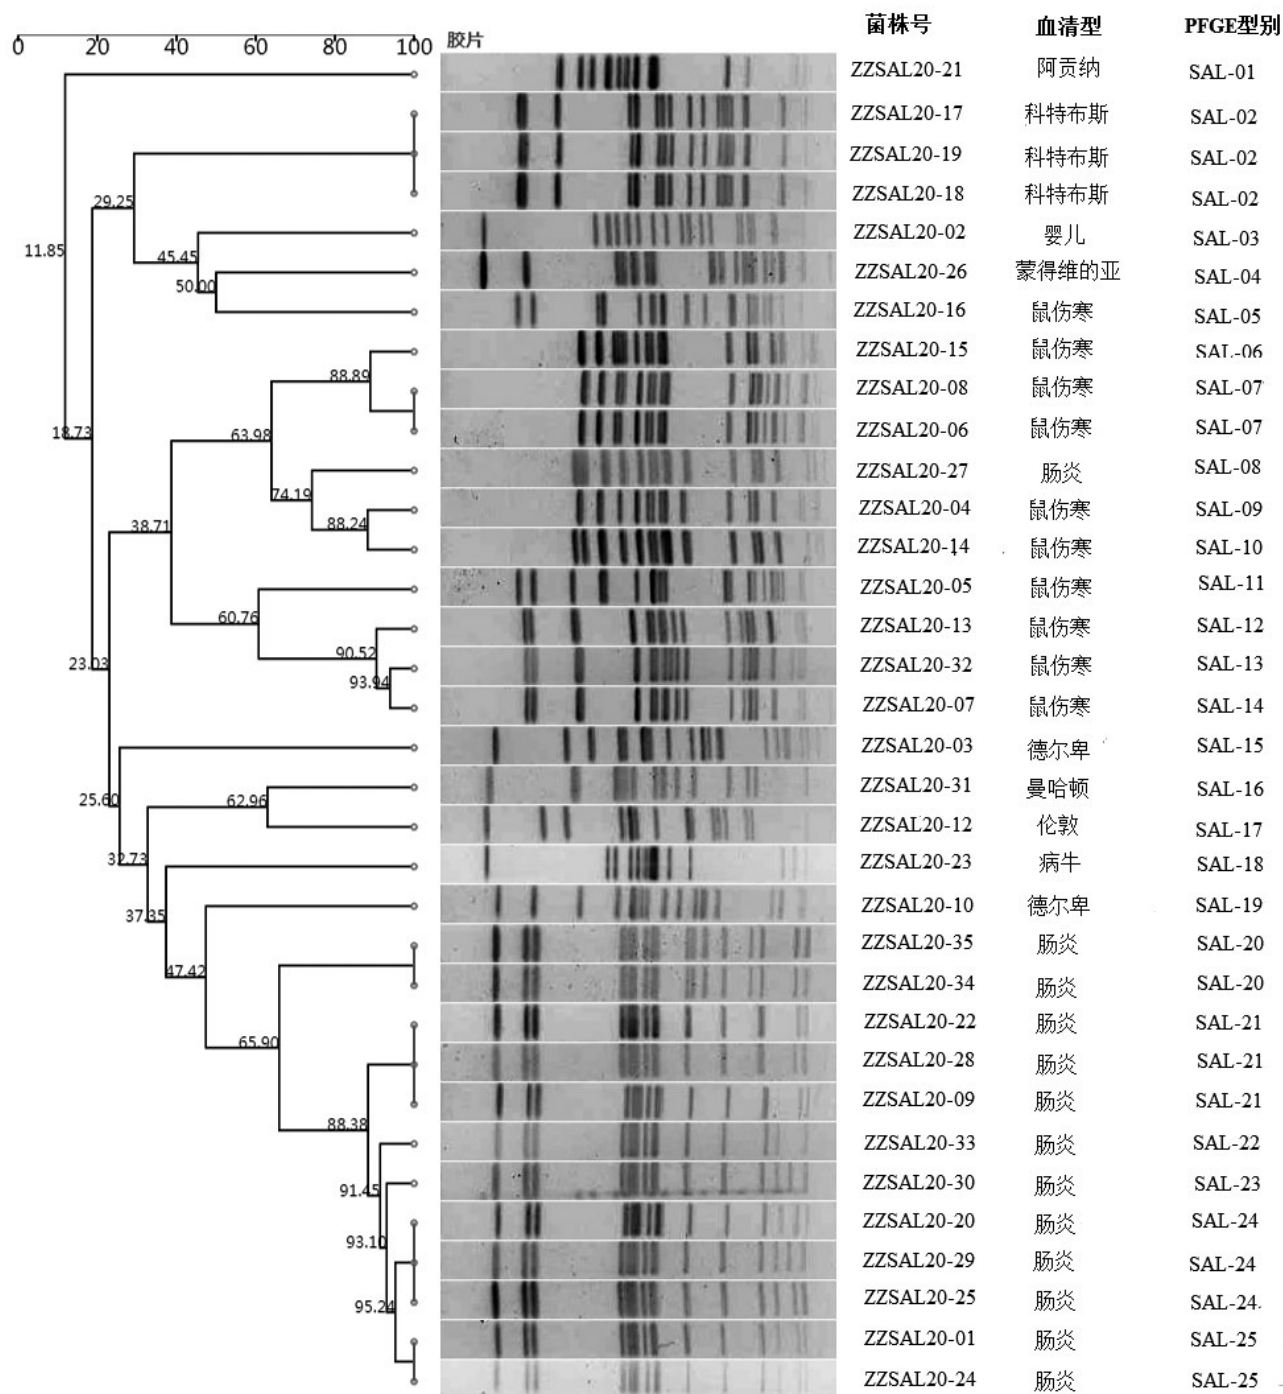 菌株号 血清型 PFGE型别
0 20 40 60 80 100 胶片
ZZSAL20-21 阿贡纳 SAL-01
ZZSAL20-17 科特布斯 SAL-02
ZZSAL20-19 科特布斯 SAL-02
ZZSAL20-18 科特布斯 SAL-02
29.25
ZZSAL20-02 婴儿 SAL-03
11.85
45.45
ZZSAL20-26 蒙得维的亚 SAL-04
50.00
ZZSAL20-16 鼠伤寒 SAL-05
ZZSAL20-15 鼠伤寒 SAL-06
88.89
ZZSAL20-08 鼠伤寒 SAL-07
ZZSAL20-06 鼠伤寒 SAL-07
18.73
63.98
ZZSAL20-27 肠炎 SAL-08
74.19
ZZSAL20-04 鼠伤寒 SAL-09
38.71
88.24
ZZSAL20-14 鼠伤寒 SAL-10
ZZSAL20-05 鼠伤寒 SAL-11
60.76
ZZSAL20-13 鼠伤寒 SAL-12
90.52
23.03
ZZSAL20-32 鼠伤寒 SAL-13
93.94
ZZSAL20-07 鼠伤寒 SAL-14
ZZSAL20-03 德尔卑 SAL-15
ZZSAL20-31 曼哈顿 SAL-16
25.60
62.96
ZZSAL20-12 伦敦 SAL-17
32.73
ZZSAL20-23 病牛 SAL-18
ZZSAL20-10 德尔卑 SAL-19
37.35
ZZSAL20-35 肠炎 SAL-20
47.42
ZZSAL20-34 肠炎 SAL-20
ZZSAL20-22 肠炎 SAL-21
65.90
ZZSAL20-28 肠炎 SAL-21
ZZSAL20-09 肠炎 SAL-21
88.38
ZZSAL20-33 肠炎 SAL-22
ZZSAL20-30 肠炎 SAL-23
91.45
ZZSAL20-20 肠炎 SAL-24
93.10
ZZSAL20-29 肠炎 SAL-24
ZZSAL20-25 肠炎 SAL-24
95.24
ZZSAL20-01 肠炎 SAL-25
ZZSAL20-24 肠炎 SAL-25